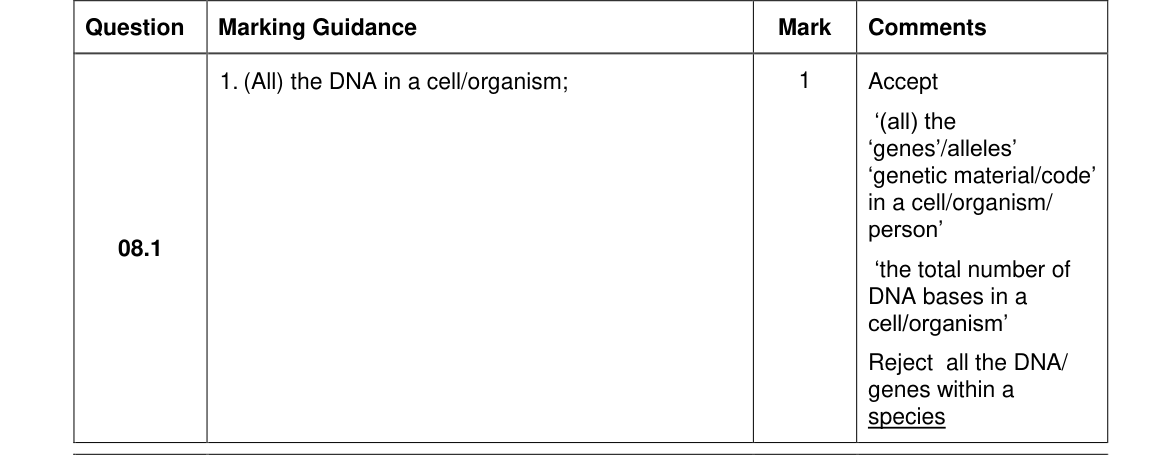 Question Marking Guidance Mark Comments
1. (All) the DNA in a cell/organism; 1 Accept
‘(all) the
‘genes’/alleles’
‘genetic material/code’
in a cell/organism/
person’
08.1
‘the total number of
DNA bases in a
cell/organism’
Reject all the DNA/
genes within a
species